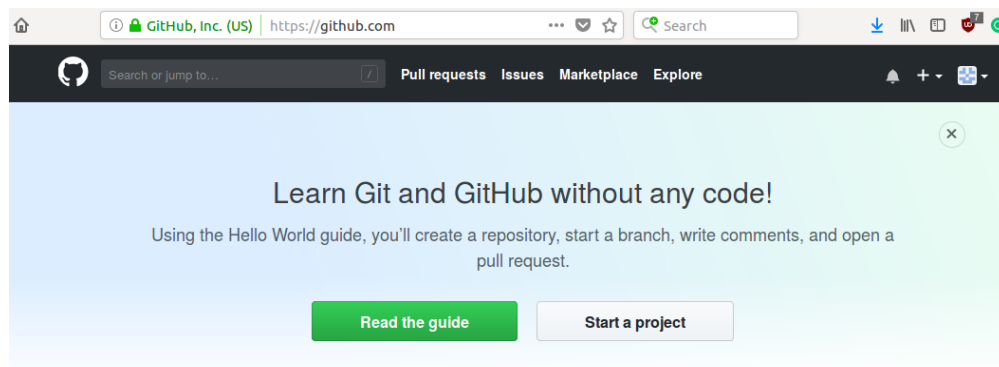 GitHub, Inc. (US) https://github.com Search 7
Search or jump to... / Pull requests Issues Marketplace Explore
Learn Git and GitHub without any code!
Using the Hello World guide, you'll create a repository, start a branch, write comments, and open a
pull request.
Read the guide Start a project